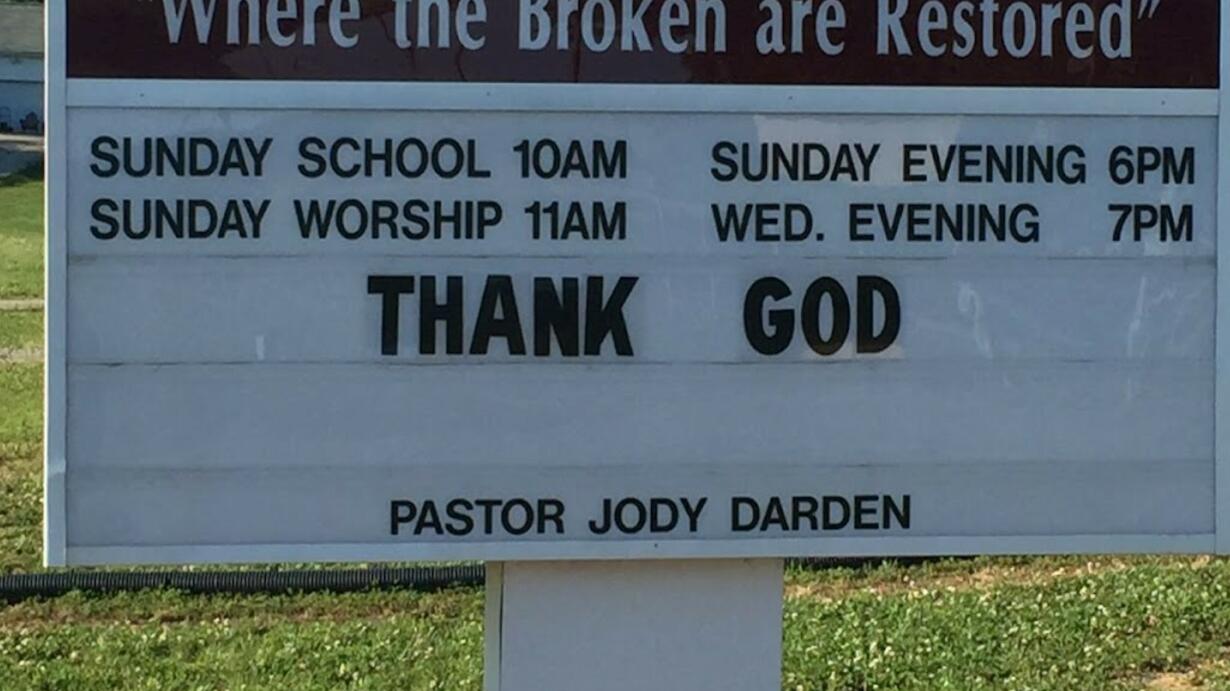 "Where the Broken are Restored"
SUNDAY SCHOOL 10AM SUNDAY EVENING 6PM
SUNDAY WORSHIP 11AM WED. EVENING 7PM
THANK GOD
PASTOR JODY DARDEN